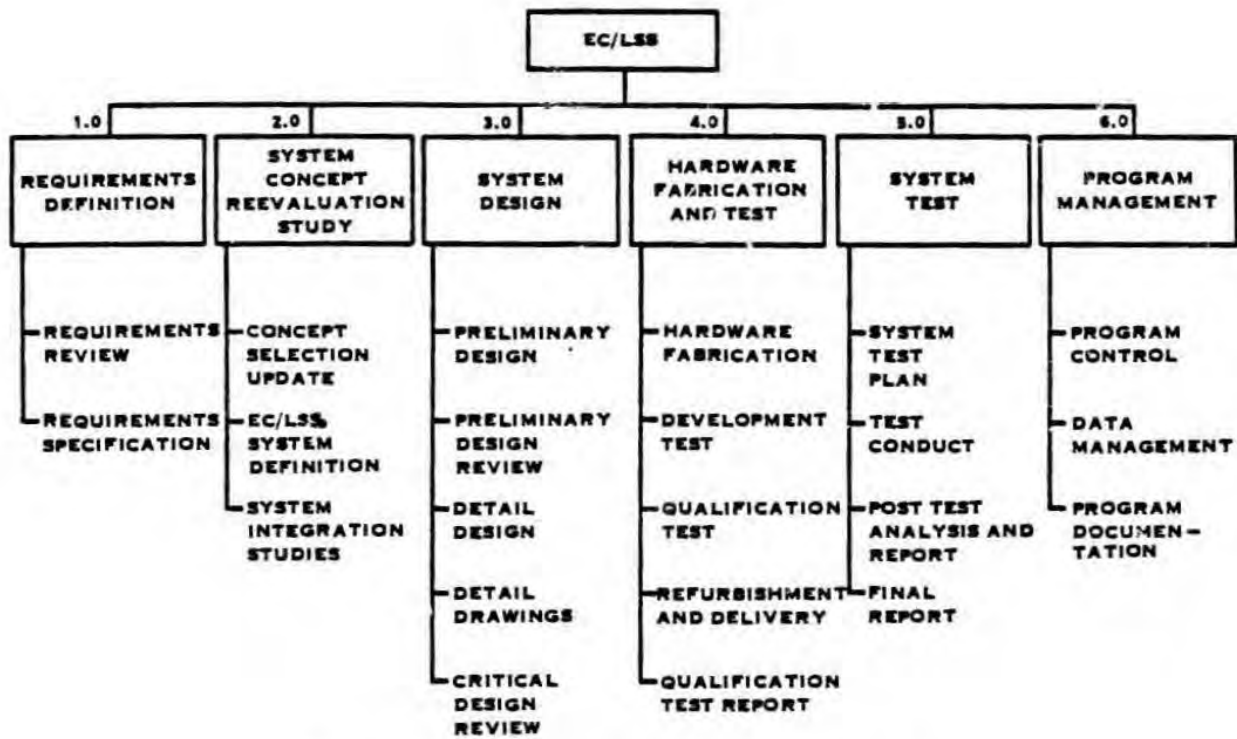 EC/LSS
1.0
REQUIREMENTS
DEFINITION
REQUIREMENTS
REVIEW
REQUIREMENTS
SPECIFICATION
2.0
SYSTEM
CONCEPT
REEVALUATION
STUDY
CONCEPT
SELECTION
UPDATE
EC/LSS
SYSTEM
DEFINITION
SYSTEM
INTEGRATION
STUDIES
3.0
SYSTEM
DESIGN
PRELIMINARY
DESIGN
PRELIMINARY
DESIGN
REVIEW
DETAIL
DESIGN
DETAIL
DRAWINGS
CRITICAL
DESIGN
REVIEW
4.0
HARDWARE
FABRICATION
AND TEST
HARDWARE
FABRICATION
DEVELOPMENT
TEST
QUALIFICATION
TEST
REFURBISHMENT
AND DELIVERY
QUALIFICATION
TEST REPORT
5.0
SYSTEM
TEST
SYSTEM
TEST
PLAN
TEST
CONDUCT
POST TEST
ANALYSIS AND
REPORT
FINAL
REPORT
6.0
PROGRAM
MANAGEMENT
PROGRAM
CONTROL
DATA
MANAGEMENT
PROGRAM
DOCUMEN-
TATION